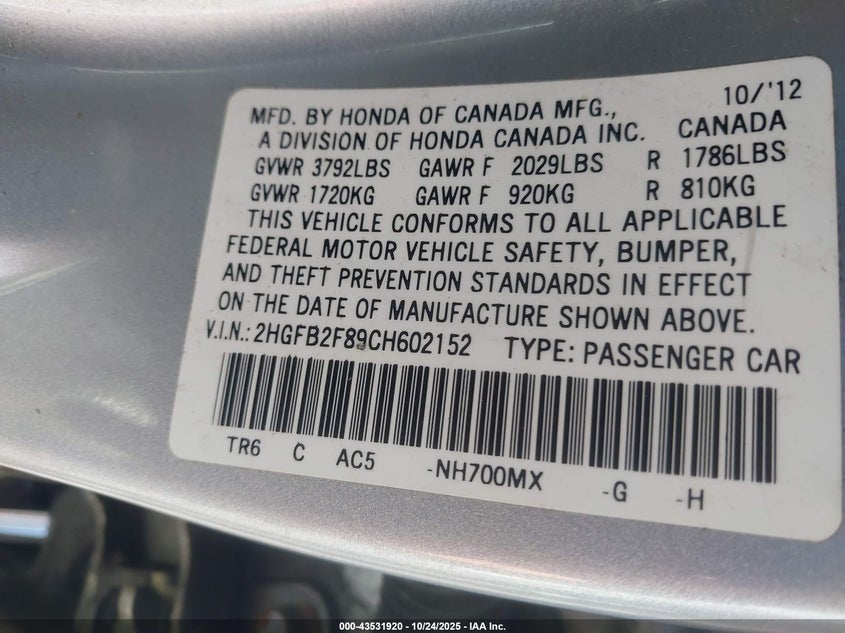 10/'12
MFD. BY HONDA OF CANADA MFG.,
A DIVISION OF HONDA CANADA INC. CANADA
GVWR 3792LBS GAWR F 2029LBS R 1786LBS
GVWR 1720KG GAWR F 920KG R 810KG
THIS VEHICLE CONFORMS TO ALL APPLICABLE
FEDERAL MOTOR VEHICLE SAFETY, BUMPER,
AND THEFT PREVENTION STANDARDS IN EFFECT
ON THE DATE OF MANUFACTURE SHOWN ABOVE.
V.I.N.: 2HGFB2F89CH602152 TYPE: PASSENGER CAR
TR6 C AC5 -NH700MX -G -H
000-43531920 - 10/24/2025 - IAA Inc.